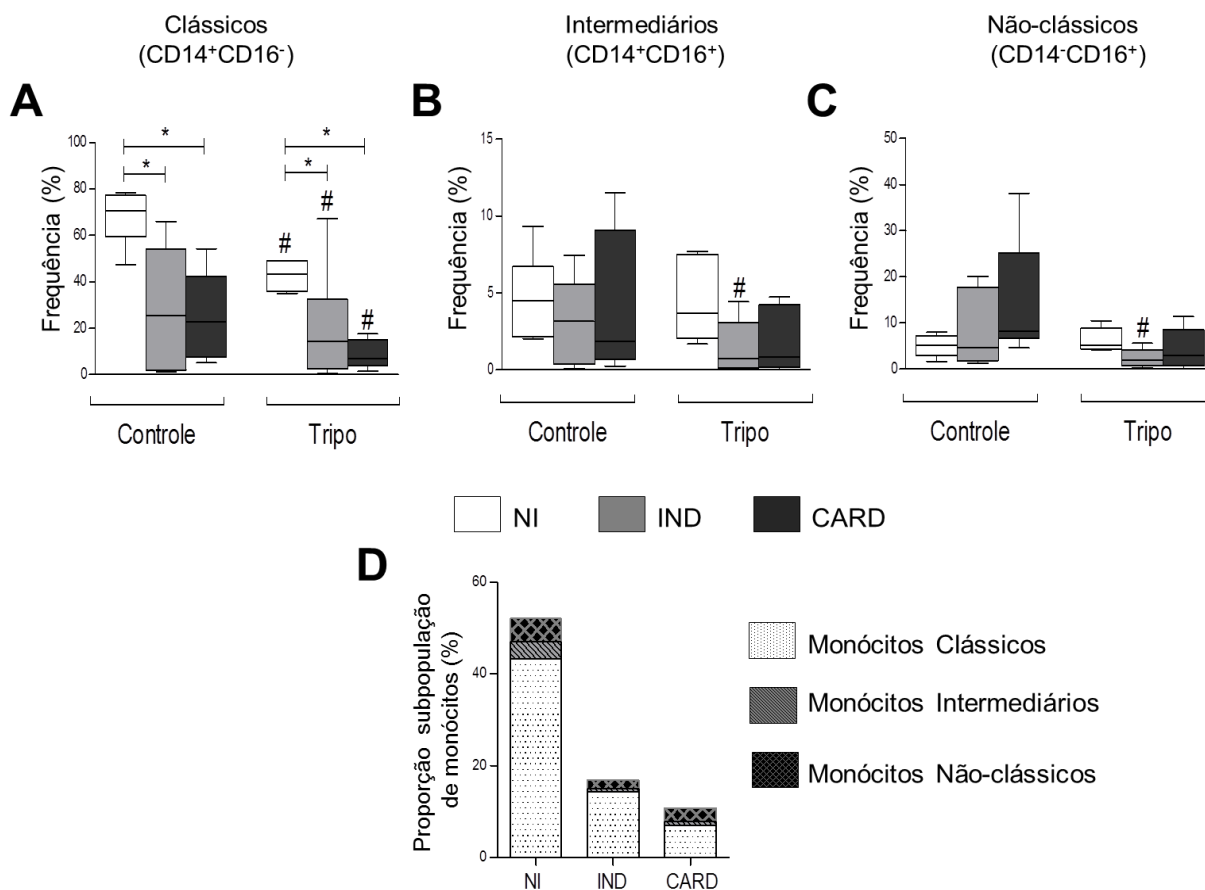 Clássicos
(CD14⁺CD16⁻)
Intermediários
(CD14⁺CD16⁺)
Não-clássicos
(CD14⁻CD16⁺)
A
Frequência (%)
100
80
60
40
20
0
*
*
*
*
#
#
#
Controle
Tripo
B
Frequência (%)
15
10
5
0
#
Controle
Tripo
C
Frequência (%)
50
40
30
20
10
0
#
Controle
Tripo
NI
IND
CARD
D
Proporção subpopulação
de monócitos (%)
60
40
20
0
NI
IND
CARD
Monócitos Clássicos
Monócitos Intermediários
Monócitos Não-clássicos